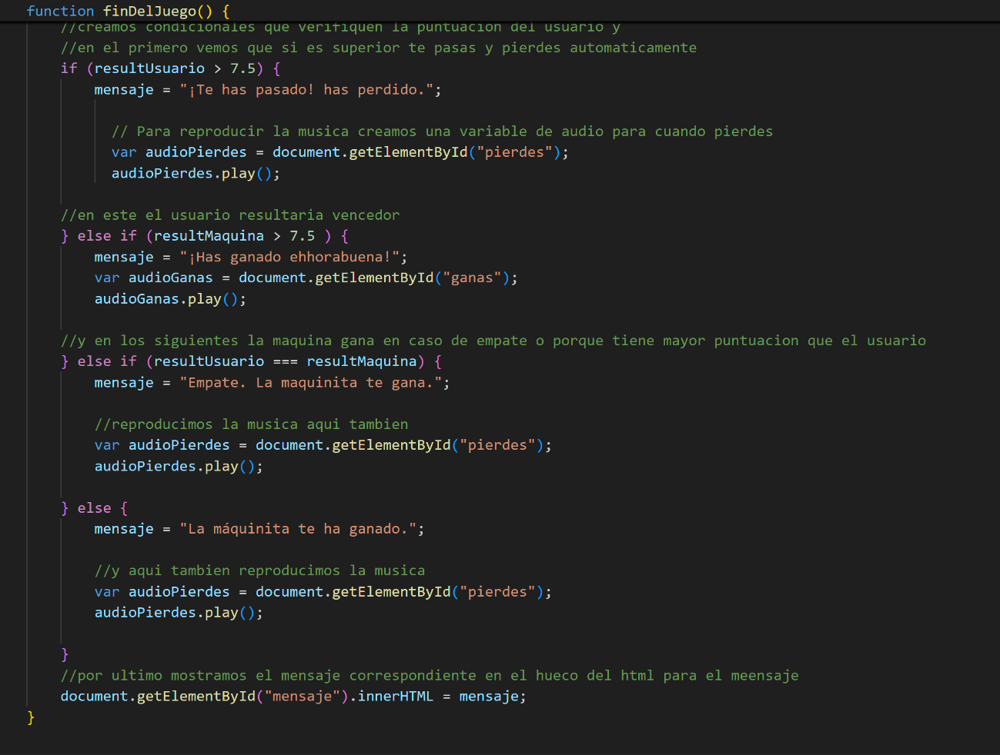 function finDelJuego() {
//creamos condicionales que verifiquen la puntuacion del usuario y
//en el primero vemos que si es superior te pasas y pierdes automaticamente
if (resultUsuario > 7.5) {
mensaje = "¡Te has pasado! has perdido.";
// Para reproducir la musica creamos una variable de audio para cuando pierdes
var audioPierdes = document.getElementById("pierdes");
audioPierdes.play();
//en este el usuario resultaria vencedor
} else if (resultMaquina > 7.5 ) {
mensaje = "¡Has ganado ehhorabuena!";
var audioGanas = document.getElementById("ganas");
audioGanas.play();
//y en los siguientes la maquina gana en caso de empate o porque tiene mayor puntuacion que el usuario
} else if (resultUsuario === resultMaquina) {
mensaje = "Empate. La maquinita te gana.";
//reproducimos la musica aqui tambien
var audioPierdes = document.getElementById("pierdes");
audioPierdes.play();
} else {
mensaje = "La máquinita te ha ganado.";
//y aqui tambien reproducimos la musica
var audioPierdes = document.getElementById("pierdes");
audioPierdes.play();
}
//por ultimo mostramos el mensaje correspondiente en el hueco del html para el meensaje
document.getElementById("mensaje").innerHTML = mensaje;
}